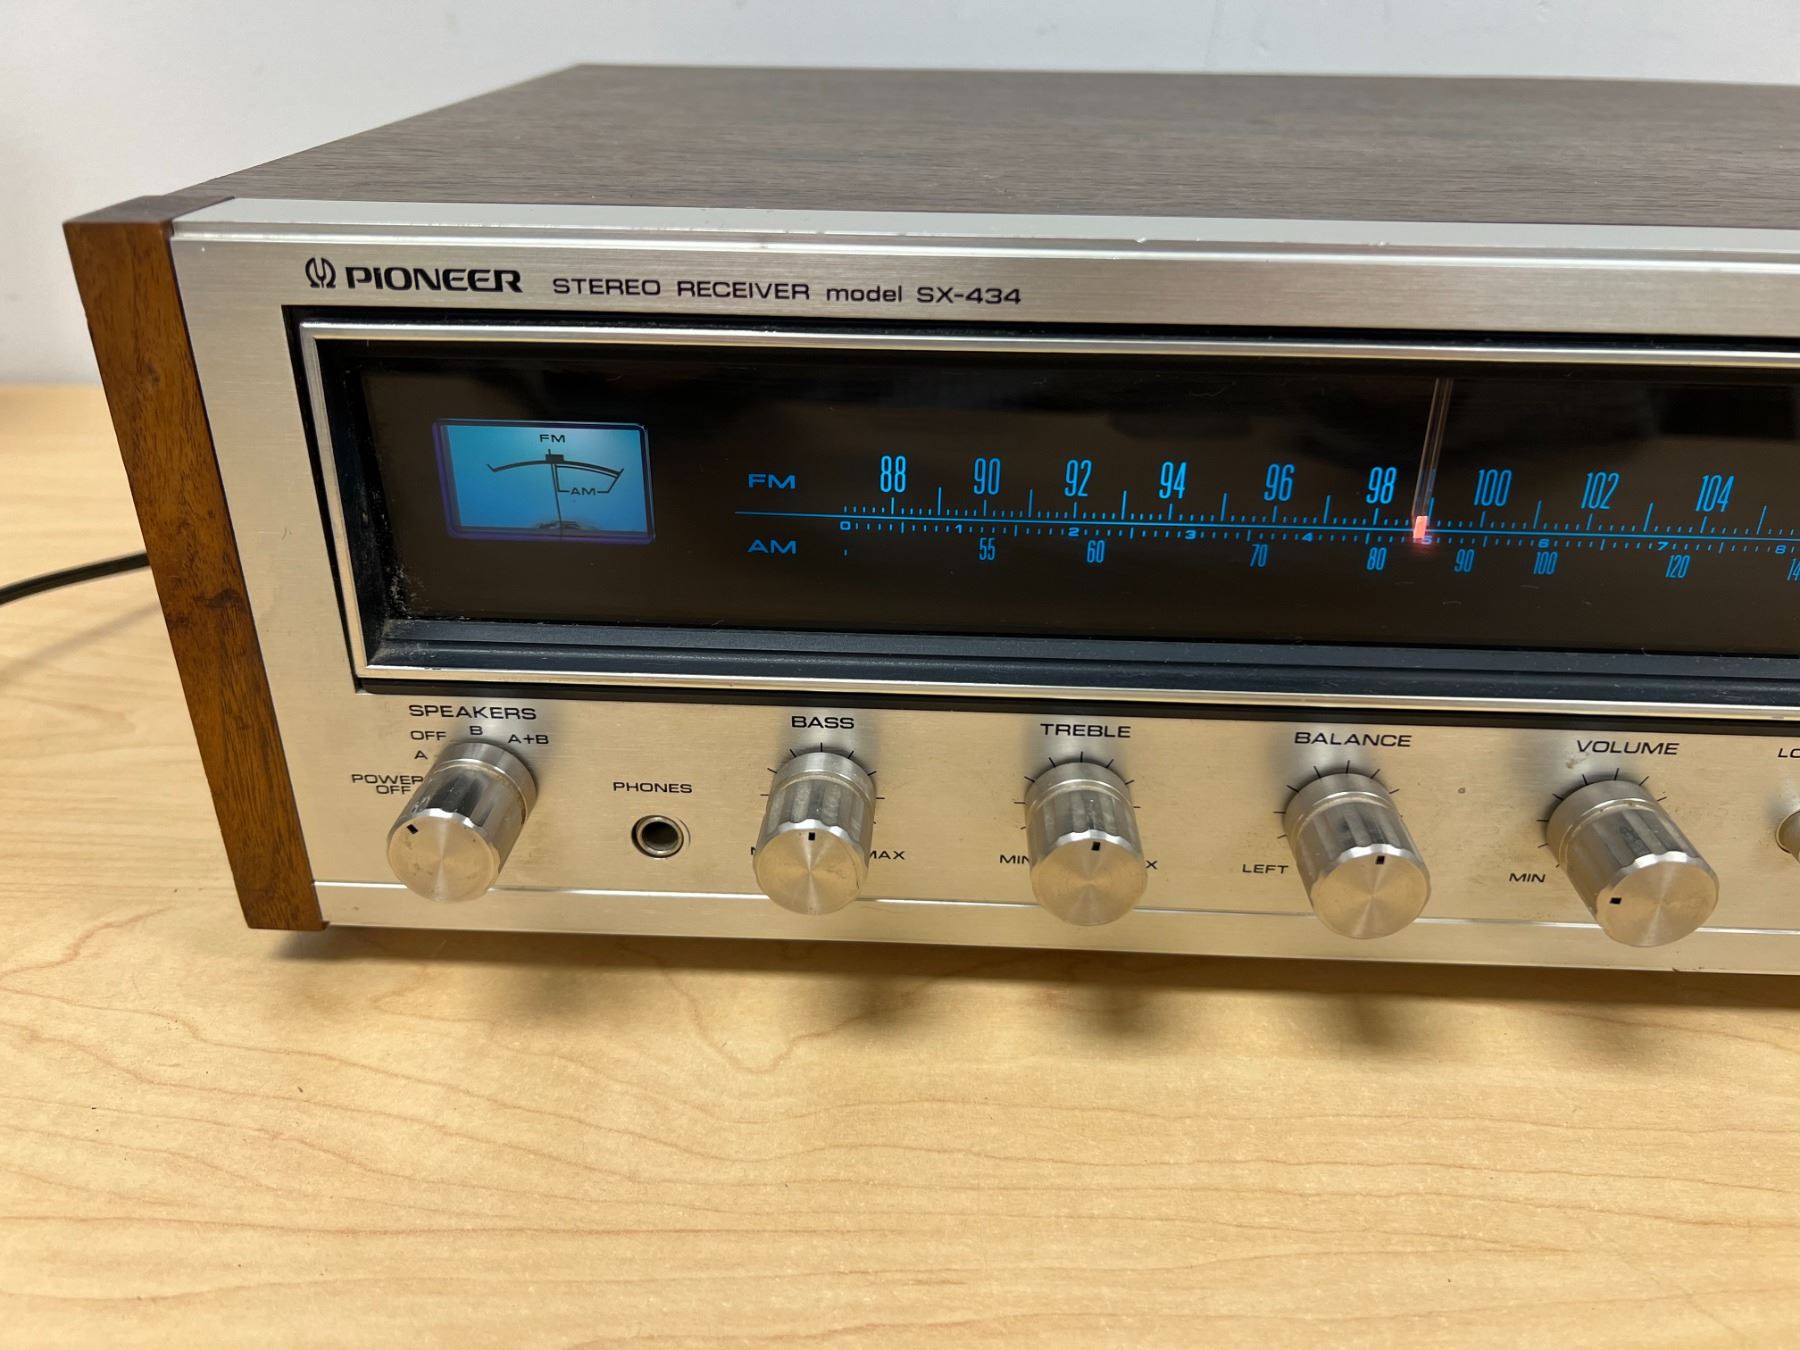 PIONEER STEREO RECEIVER model SX-434
FM
AM
FM 88 90 92 94 96 98 100 102 104
0 1 2 3 4 5 6 7 8
AM 55 60 70 80 90 100 120
SPEAKERS
OFF B A+B
A
POWER
OFF
PHONES
BASS
MAX
TREBLE
MIN
BALANCE
LEFT
VOLUME
MIN